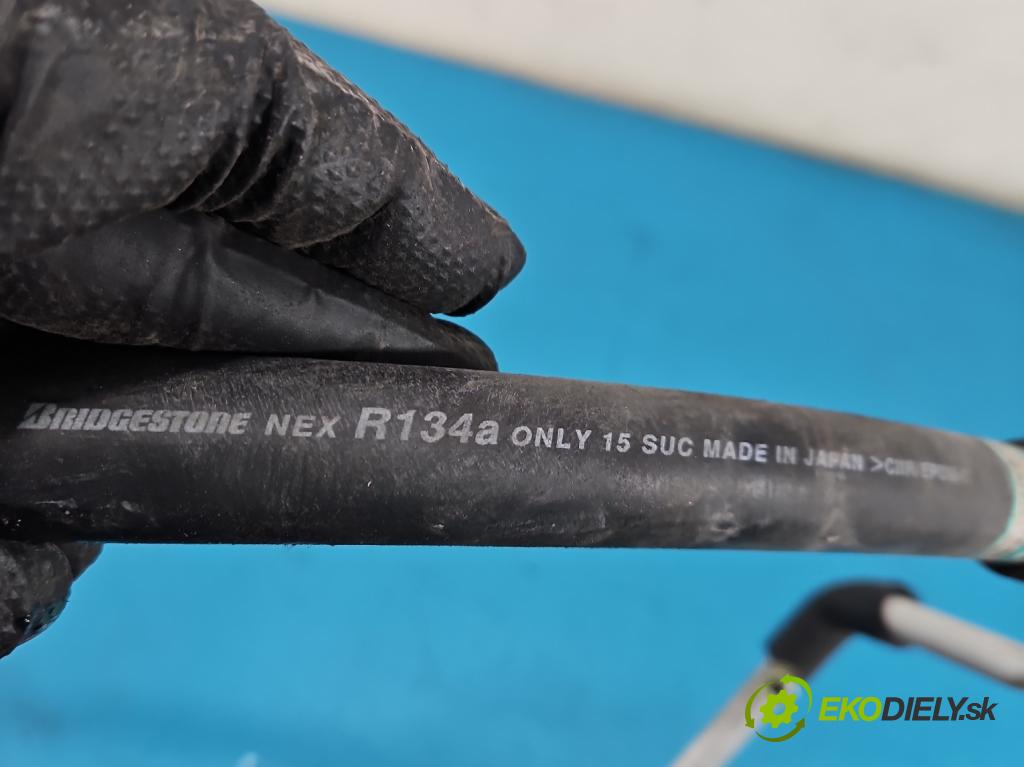 BRIDGESTONE NEX R134a ONLY 15 SUC MADE IN JAPAN
EKODIELY.sk